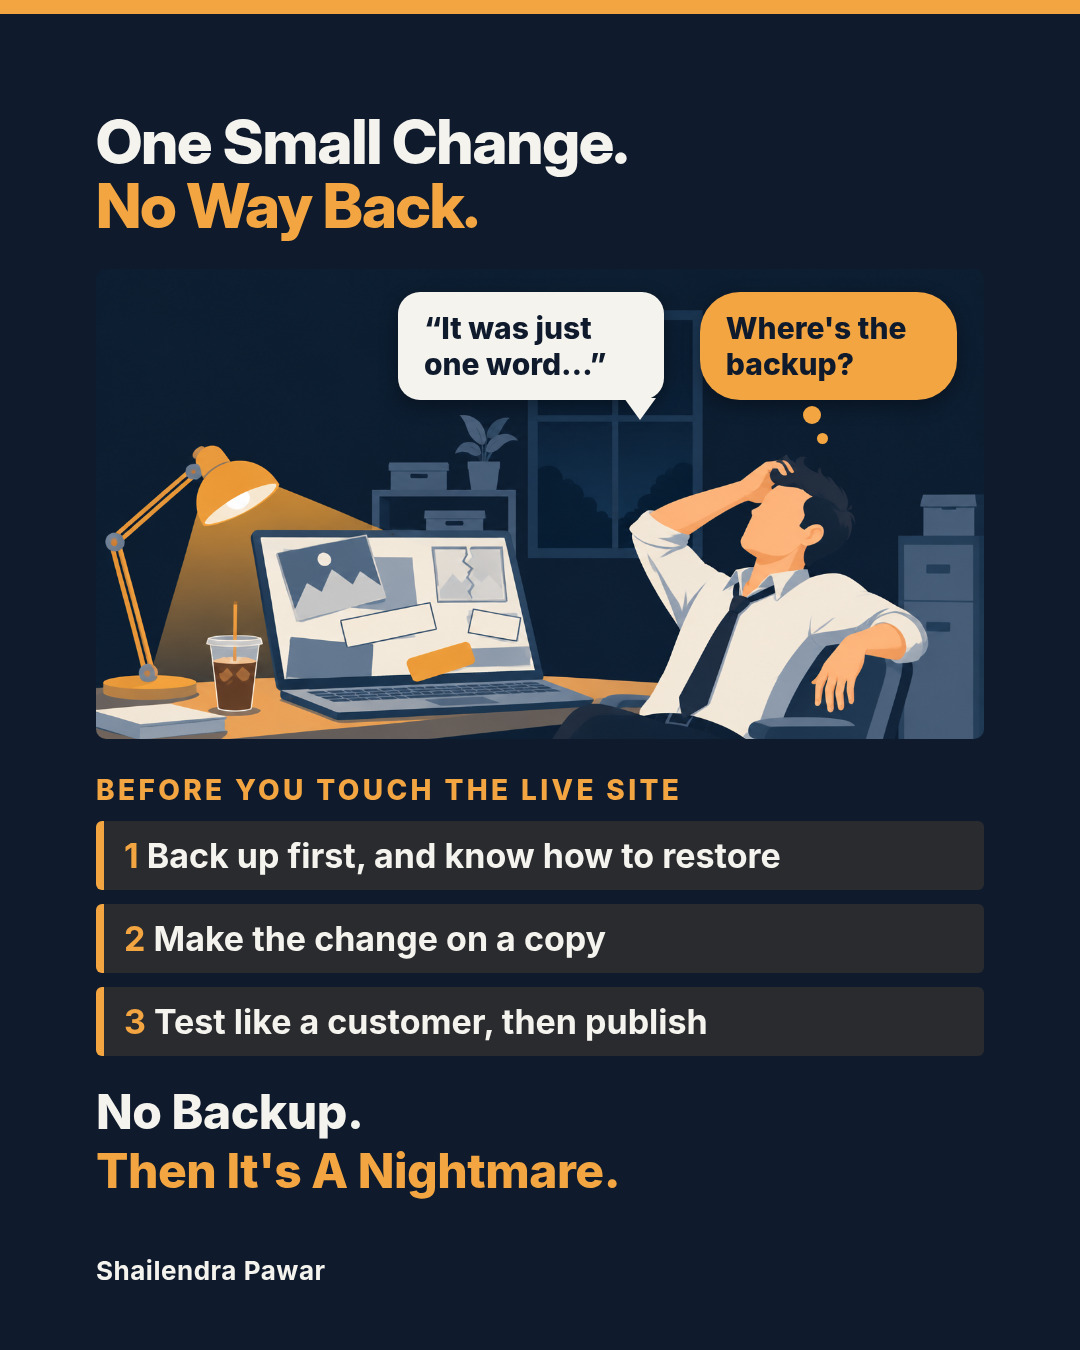 One Small Change.
No Way Back.
“It was just
one word...”
Where's the
backup?
BEFORE YOU TOUCH THE LIVE SITE
1 Back up first, and know how to restore
2 Make the change on a copy
3 Test like a customer, then publish
No Backup.
Then It's A Nightmare.
Shailendra Pawar